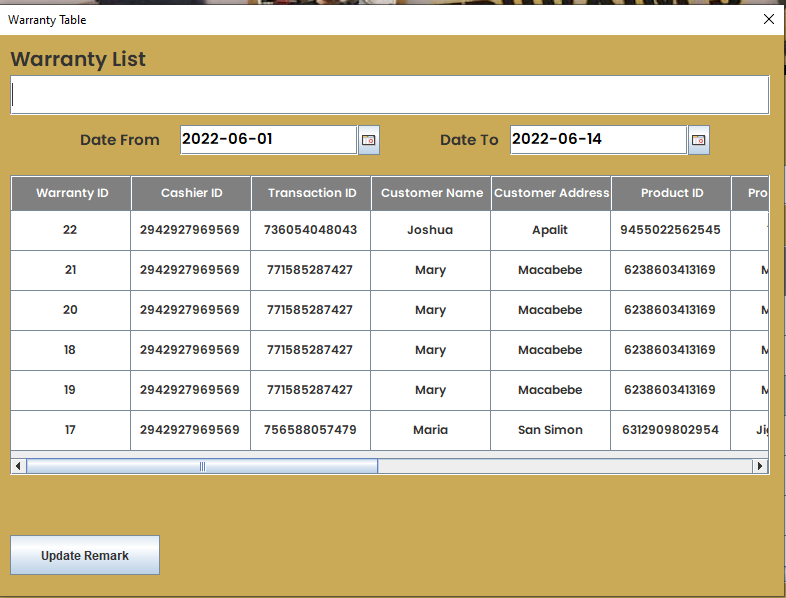 Warranty Table
Warranty List
Date From 2022-06-01 Date To 2022-06-14
Warranty ID Cashier ID Transaction ID Customer Name Customer Address Product ID Pro
22 2942927969569 736054048043 Joshua Apalit 9455022562545
21 2942927969569 771585287427 Mary Macabebe 6238603413169
20 2942927969569 771585287427 Mary Macabebe 6238603413169
18 2942927969569 771585287427 Mary Macabebe 6238603413169
19 2942927969569 771585287427 Mary Macabebe 6238603413169
17 2942927969569 756588057479 Maria San Simon 6312909802954
Update Remark